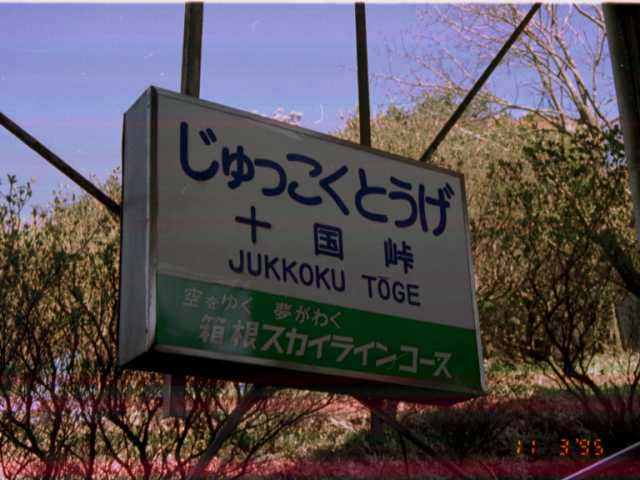 じゅっこくとうげ
十国峠
JUKKOKU TŌGE
空をゆく 夢がわく
箱根スカイラインコース
11 3'95